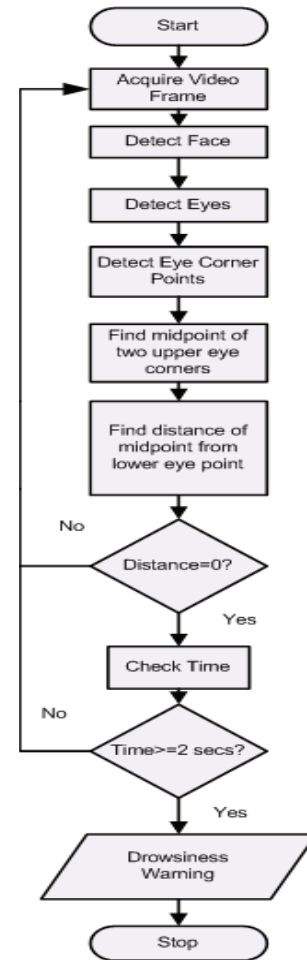 Start
Acquire Video
Frame
Detect Face
Detect Eyes
Detect Eye Corner
Points
Find midpoint of
two upper eye
corners
Find distance of
midpoint from
lower eye point
No
Distance=0?
Yes
Check Time
No
Time>=2 secs?
Yes
Drowsiness
Warning
Stop